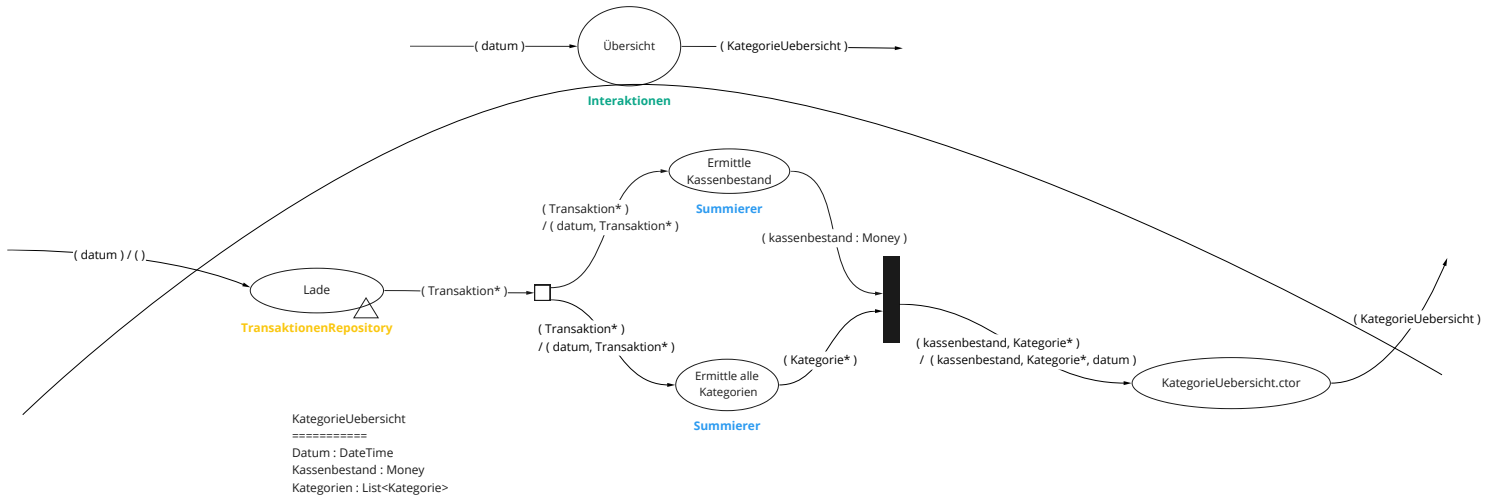 ( datum )
Übersicht
( KategorieUebersicht )
Interaktionen
Ermittle
Kassenbestand
Summierer
( Transaktion* )
/ ( datum, Transaktion* )
( kassenbestand : Money )
( datum ) / ( )
Lade
TransaktionenRepository
( Transaktion* )
( Transaktion* )
/ ( datum, Transaktion* )
( Kategorie* )
Ermittle alle
Kategorien
Summierer
( kassenbestand, Kategorie* )
/ ( kassenbestand, Kategorie*, datum )
KategorieUebersicht.ctor
( KategorieUebersicht )
KategorieUebersicht
===========
Datum : DateTime
Kassenbestand : Money
Kategorien : List<Kategorie>